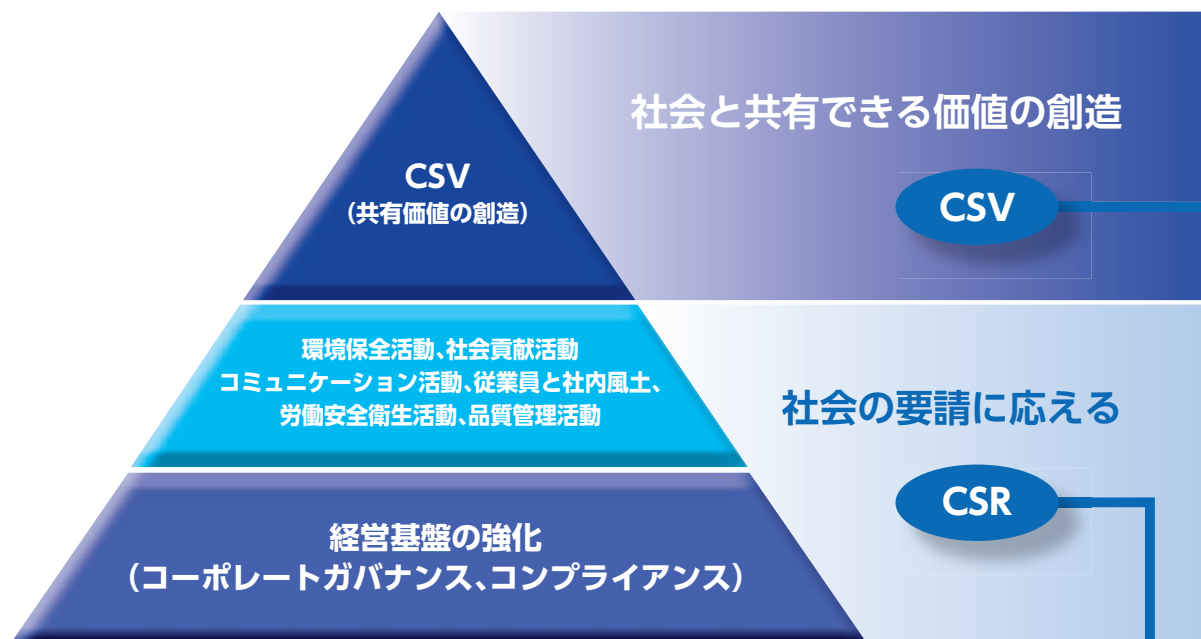 社会と共有できる価値の創造
CSV
(共有価値の創造)
CSV
環境保全活動、社会貢献活動
コミュニケーション活動、従業員と社内風土、
労働安全衛生活動、品質管理活動
社会の要請に応える
CSR
経営基盤の強化
(コーポレートガバナンス、コンプライアンス)